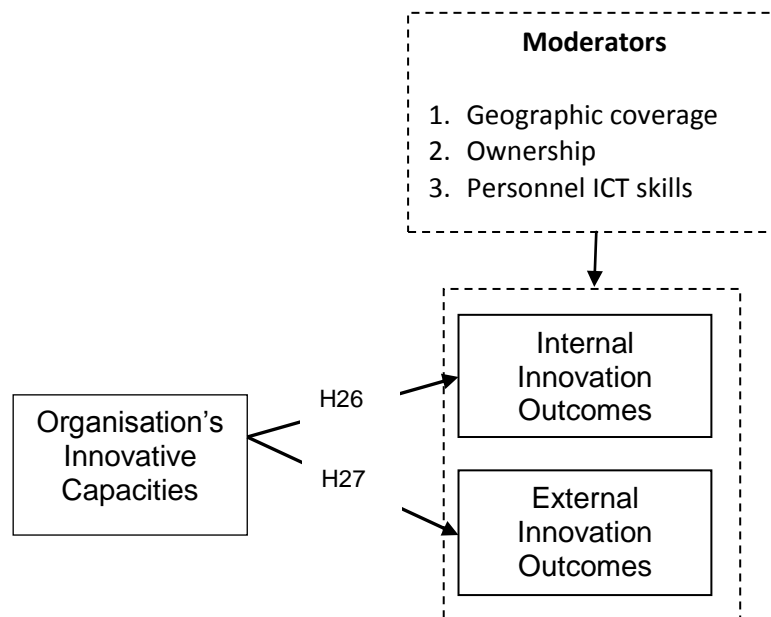 Moderators
1. Geographic coverage
2. Ownership
3. Personnel ICT skills
Internal
Innovation
Outcomes
H26
Organisation’s
Innovative
Capacities
H27
External
Innovation
Outcomes